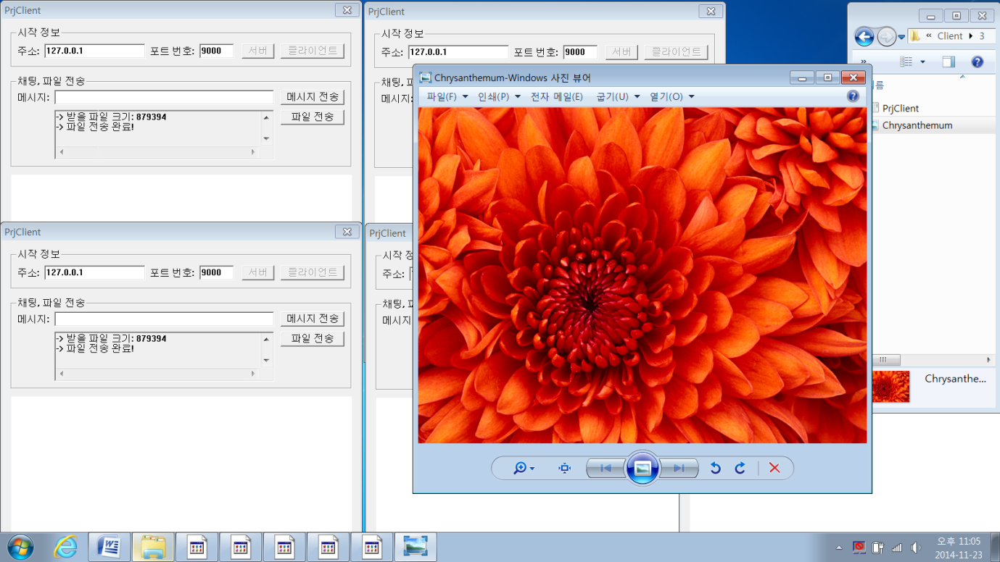 PrjClient
시작 정보
주소: 127.0.0.1 포트 번호: 9000 서버 클라이언트
채팅, 파일 전송
메시지: 메시지 전송
-> 받을 파일 크기: 879394 파일 전송
-> 파일 전송 완료!
PrjClient
시작 정보
주소: 127.0.0.1 포트 번호: 9000 서버 클라이언트
채팅,
메시지:
PrjClient
시작 정보
주소: 127.0.0.1 포트 번호: 9000 서버 클라이언트
채팅, 파일 전송
메시지: 메시지 전송
-> 받을 파일 크기: 879394 파일 전송
-> 파일 전송 완료!
PrjClient
시작
주소:
채팅,
메시지
Chrysanthemum-Windows 사진 뷰어
파일(F) 인쇄(P) 전자 메일(E) 굽기(U) 열기(O)
« Client 3
»
PrjClient
Chrysanthemum
Chrysanthe...
오후 11:05
2014-11-23